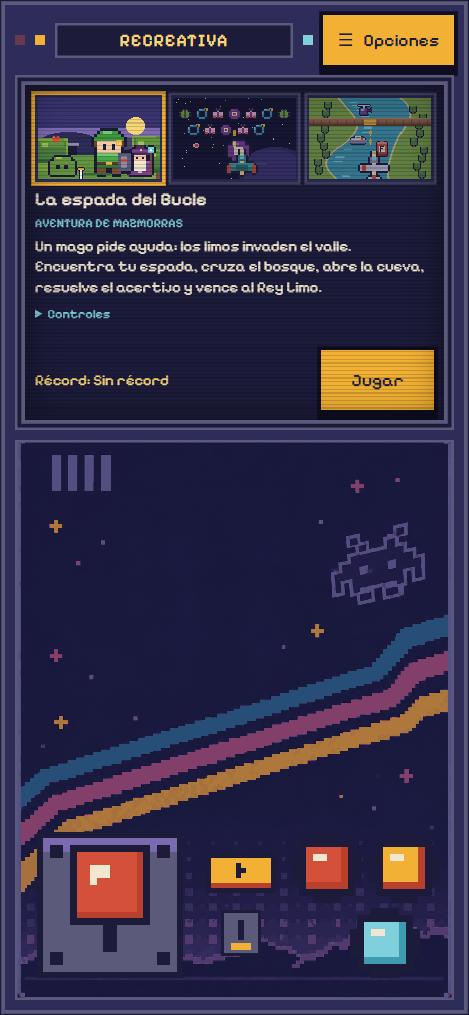 RECREATIVA
☰ Opciones
La espada del Bucle
AVENTURA DE MAZMORRAS
Un mago pide ayuda: los limos invaden el valle.
Encuentra tu espada, cruza el bosque, abre la cueva,
resuelve el acertijo y vence al Rey Limo.
▶ Controles
Récord: Sin récord
Jugar